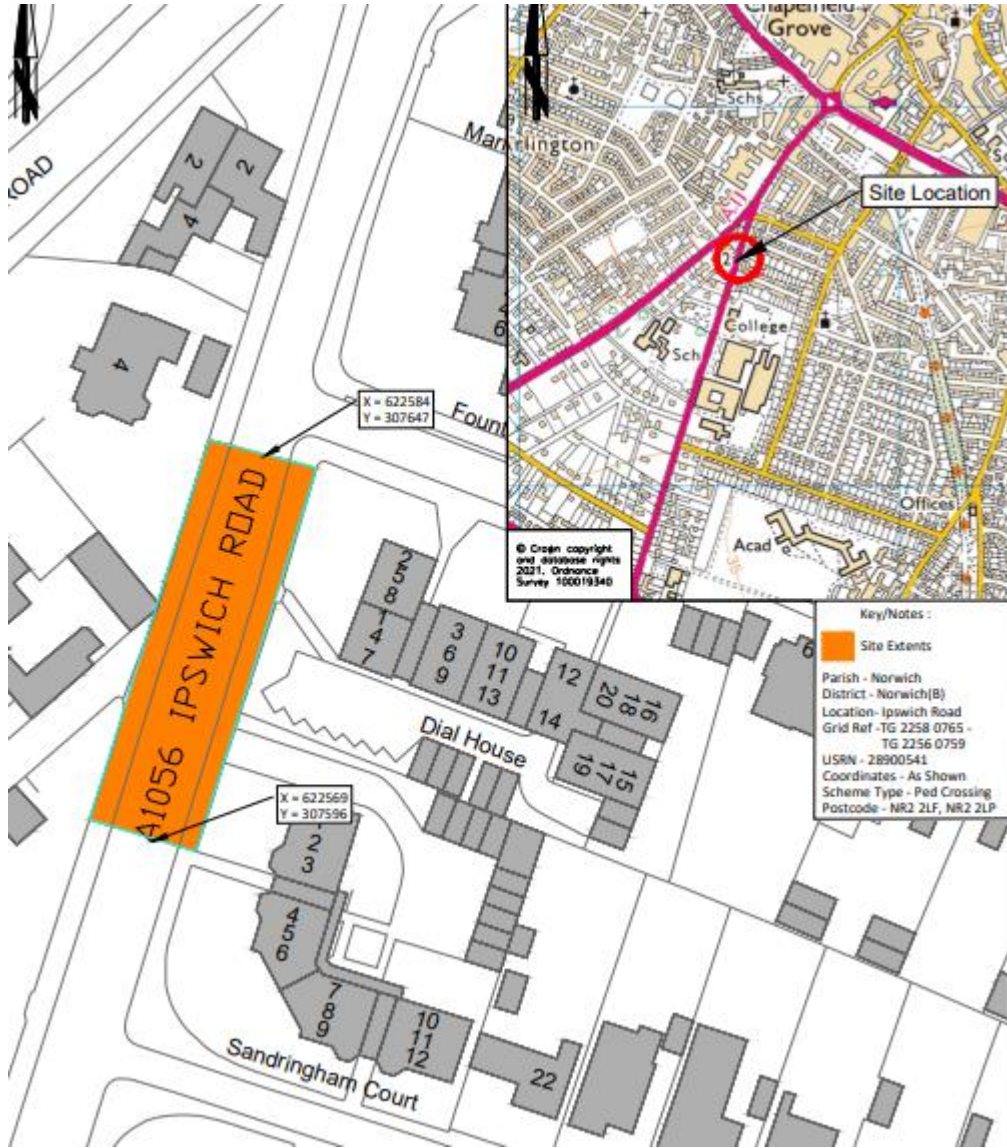 Chapelfield
Grove
Schs
Arlington
A11
Site Location
College
Sch
Offices
Acad
© Crown copyright
and database rights
2021. Ordnance
Survey 100019340
ROAD
2
2
4
4
X = 622584
Y = 307647
A1056 IPSWICH ROAD
X = 622569
Y = 307596
2
5
8
1
4
7
3
6
9
10
11
13
12
14
16
18
20
15
17
19
Dial House
6
2
3
4
5
6
7
8
9
10
11
12
22
Sandringham Court
Key/Notes :
Site Extents
Parish - Norwich
District - Norwich(B)
Location- Ipswich Road
Grid Ref -TG 2258 0765 -
TG 2256 0759
USRN - 28900541
Coordinates - As Shown
Scheme Type - Ped Crossing
Postcode - NR2 2LF, NR2 2LP